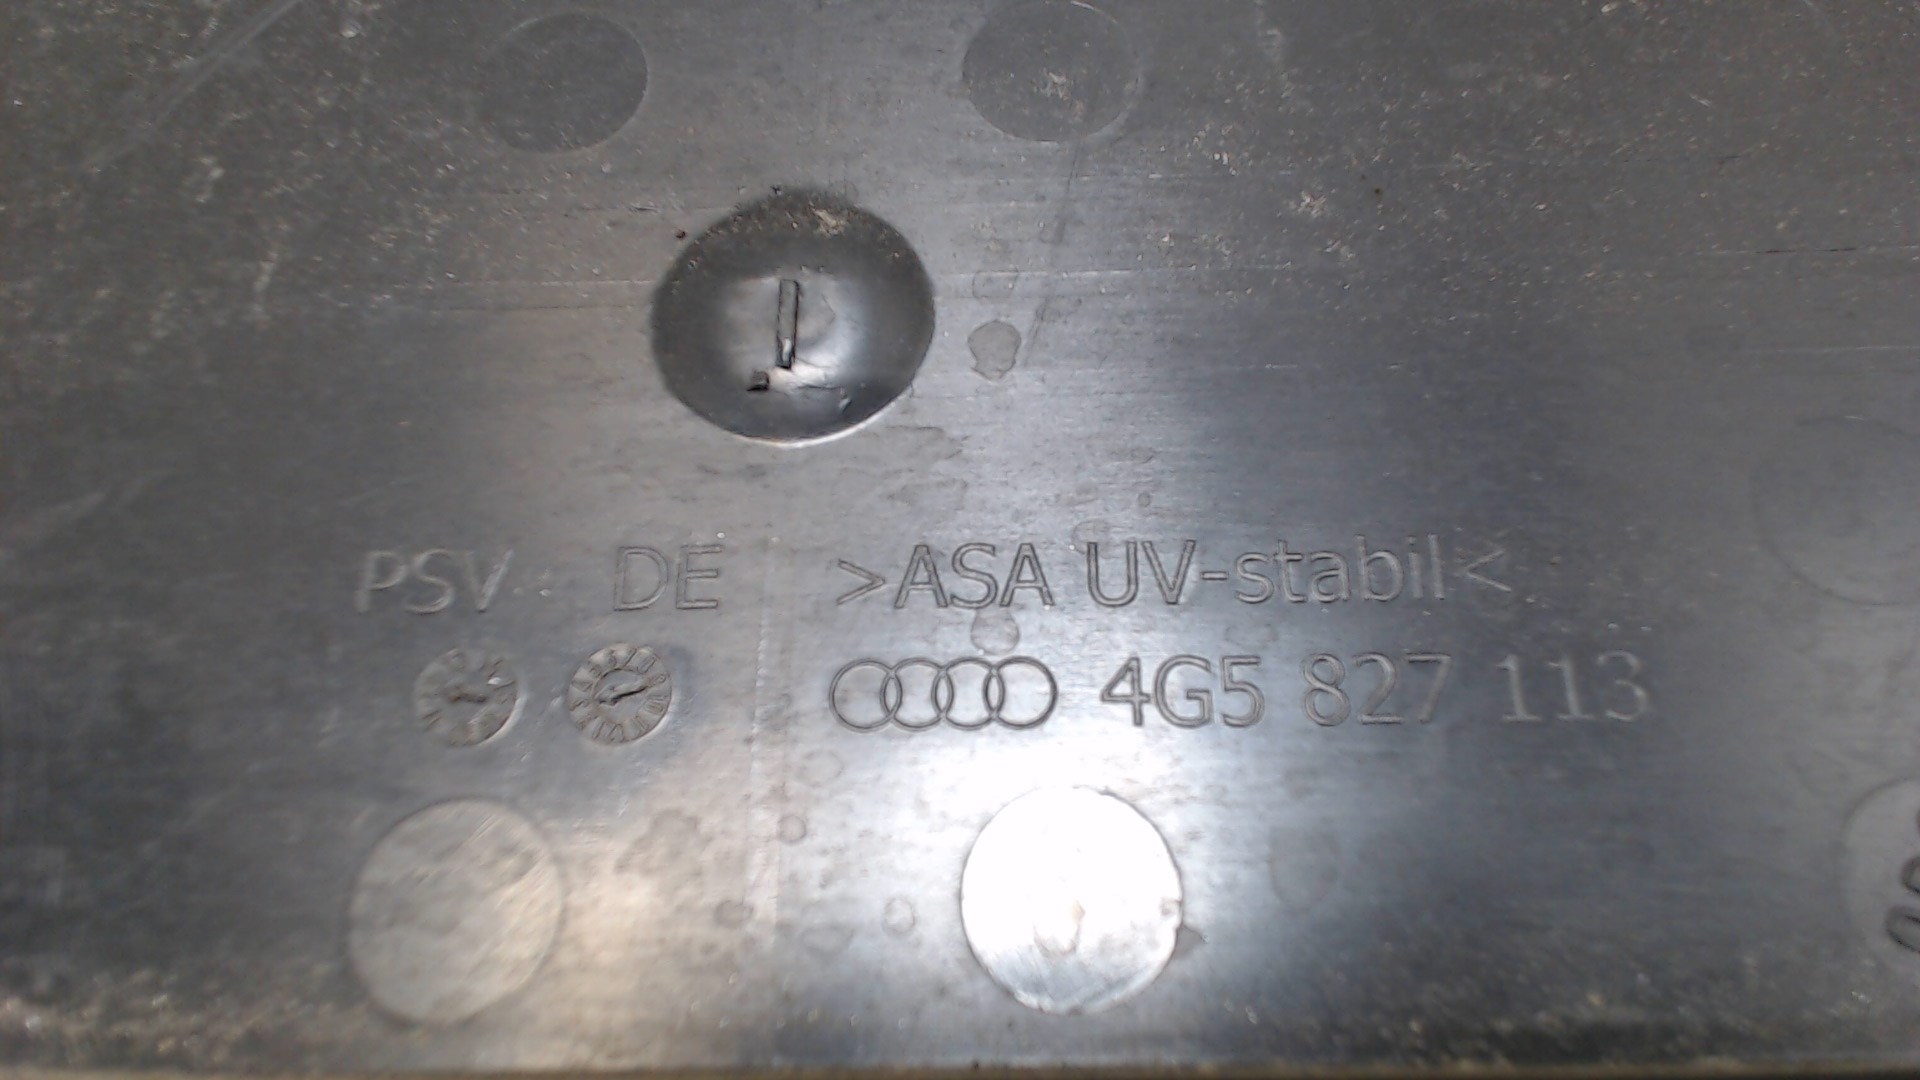 PSV DE >ASA UV-stabil<
4G5 827 113